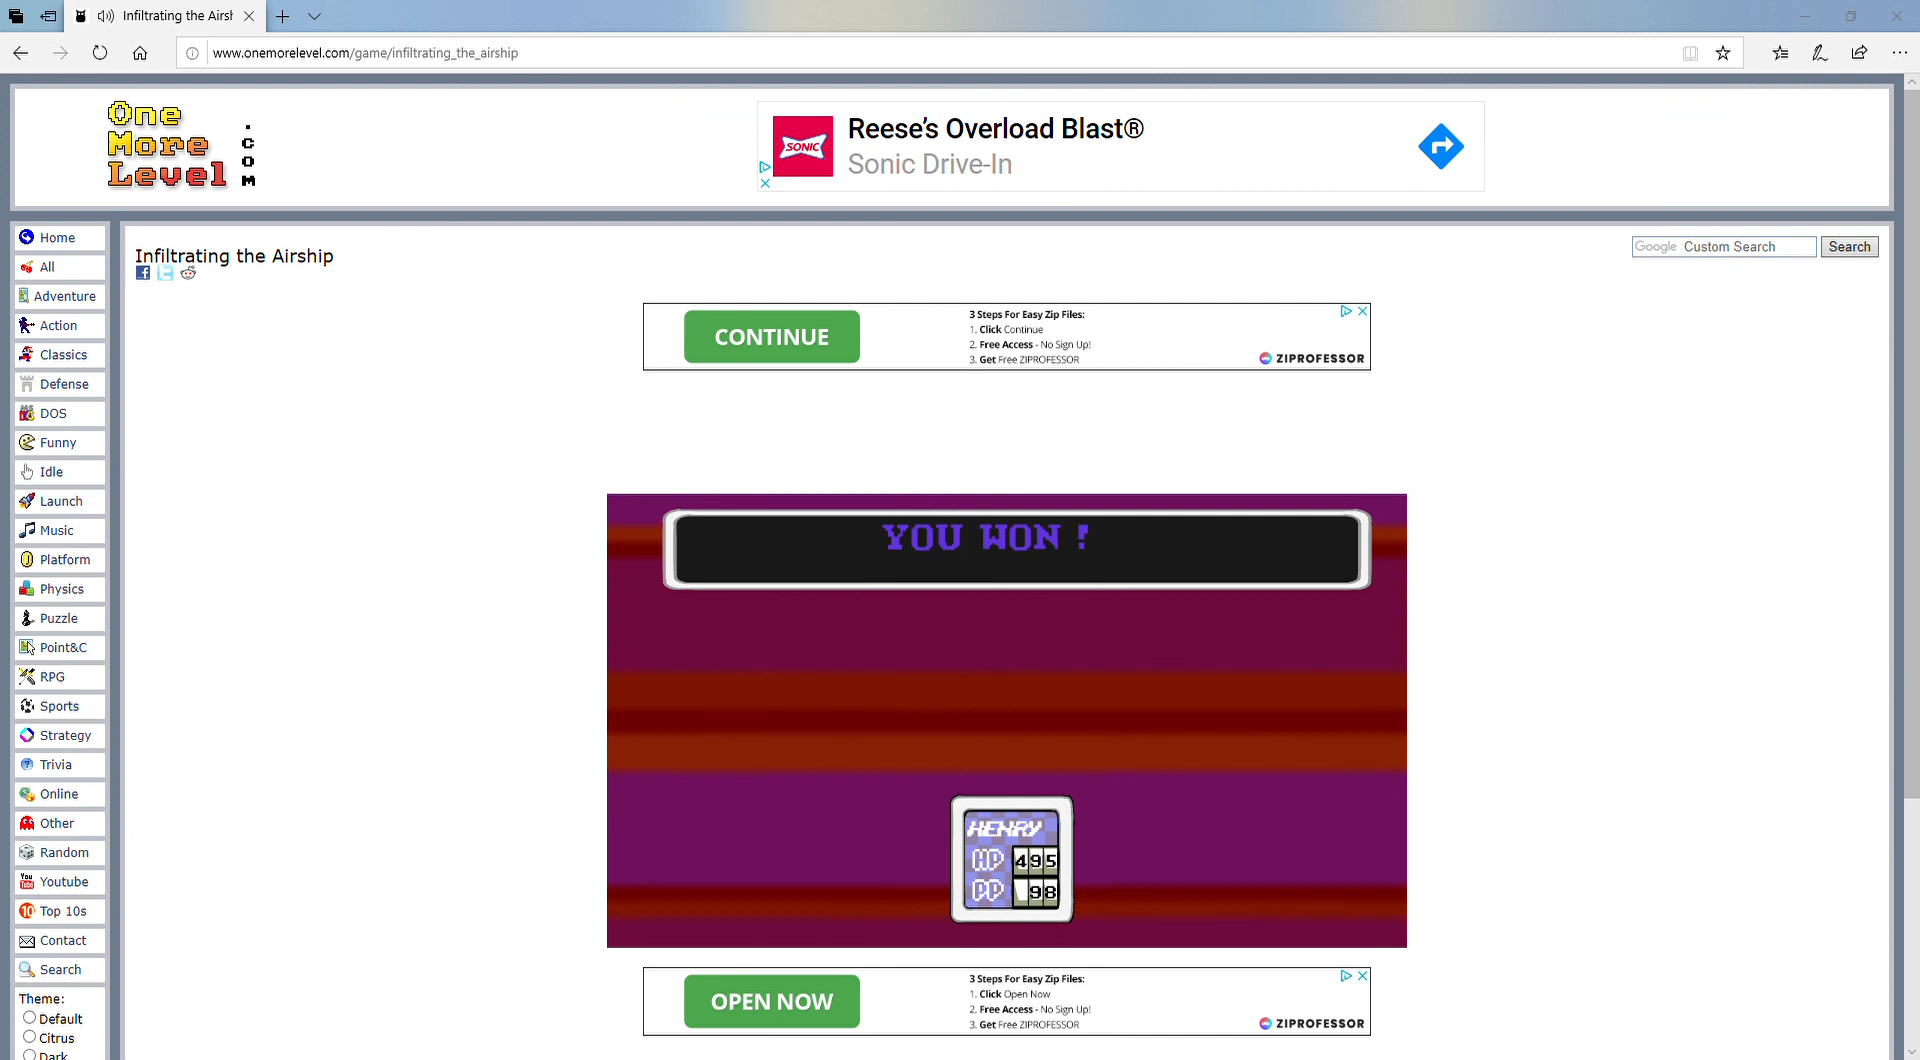 Infiltrating the Airsh
www.onemorelevel.com/game/infiltrating_the_airship
One
More
Level
.com
Reese's Overload Blast®
SONIC
Sonic Drive-In
Home
All
Adventure
Action
Classics
Defense
DOS
Funny
Idle
Launch
Music
Platform
Physics
Puzzle
Point&C
RPG
Sports
Strategy
Trivia
Online
Other
Random
Youtube
Top 10s
Contact
Search
Theme:
Default
Citrus
Dark
Infiltrating the Airship
Google Custom Search
Search
CONTINUE
3 Steps For Easy Zip Files:
1. Click Continue
2. Free Access - No Sign Up!
3. Get Free ZIPROFESSOR
ZIPROFESSOR
YOU WON !
HENRY
HP 495
PP 98
OPEN NOW
3 Steps For Easy Zip Files:
1. Click Open Now
2. Free Access - No Sign Up!
3. Get Free ZIPROFESSOR
ZIPROFESSOR